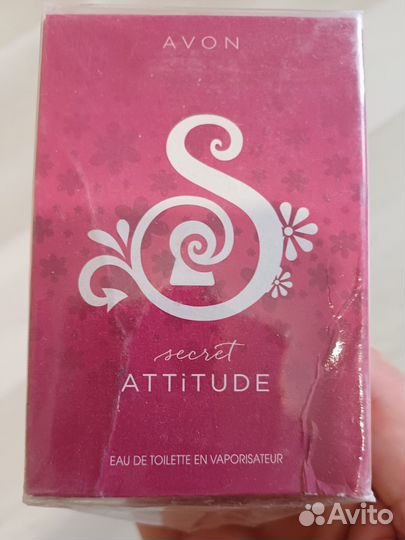 AVON
S
secret
ATTiTUDE
EAU DE TOILETTE EN VAPORISATEUR
Avito